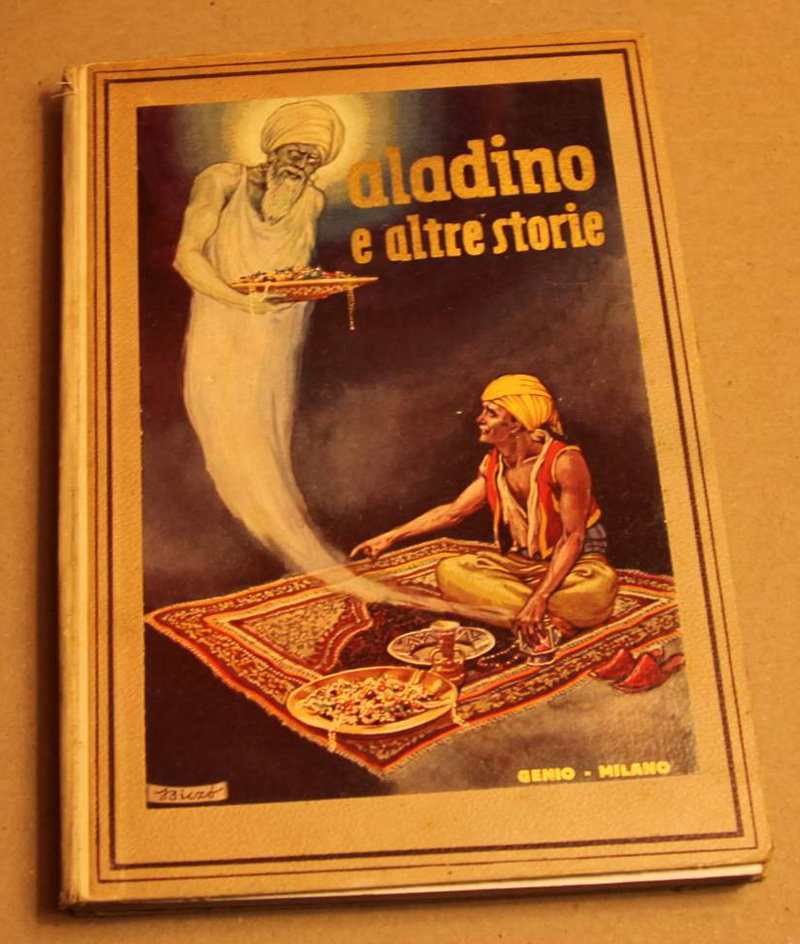 aladino
e altre storie
GENIO - MILANO